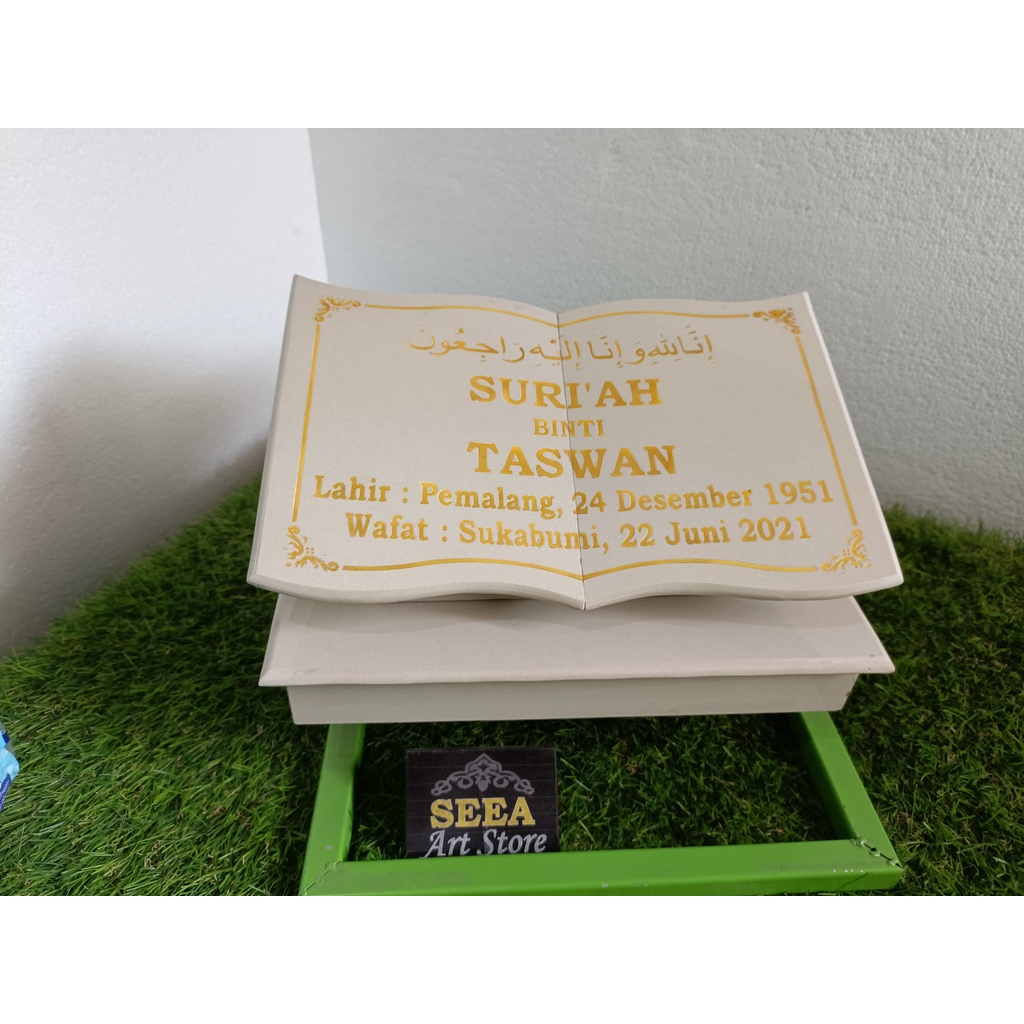 إِنَّا لِلّٰهِ وَإِنَّا إِلَيْهِ رَاجِعُونَ
SURI'AH
BINTI
TASWAN
Lahir : Pemalang, 24 Desember 1951
Wafat : Sukabumi, 22 Juni 2021
SEEA
Art Store